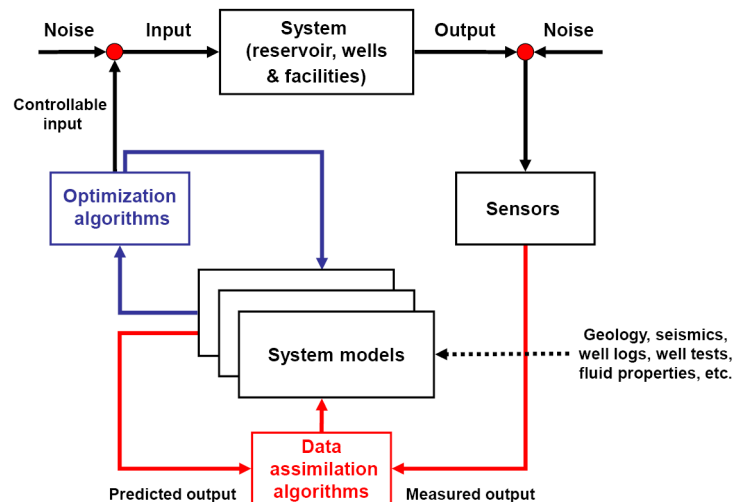 Noise
Input
System
(reservoir, wells
& facilities)
Output
Noise
Controllable
input
Optimization
algorithms
Sensors
System models
Geology, seismics,
well logs, well tests,
fluid properties, etc.
Data
assimilation
algorithms
Predicted output
Measured output